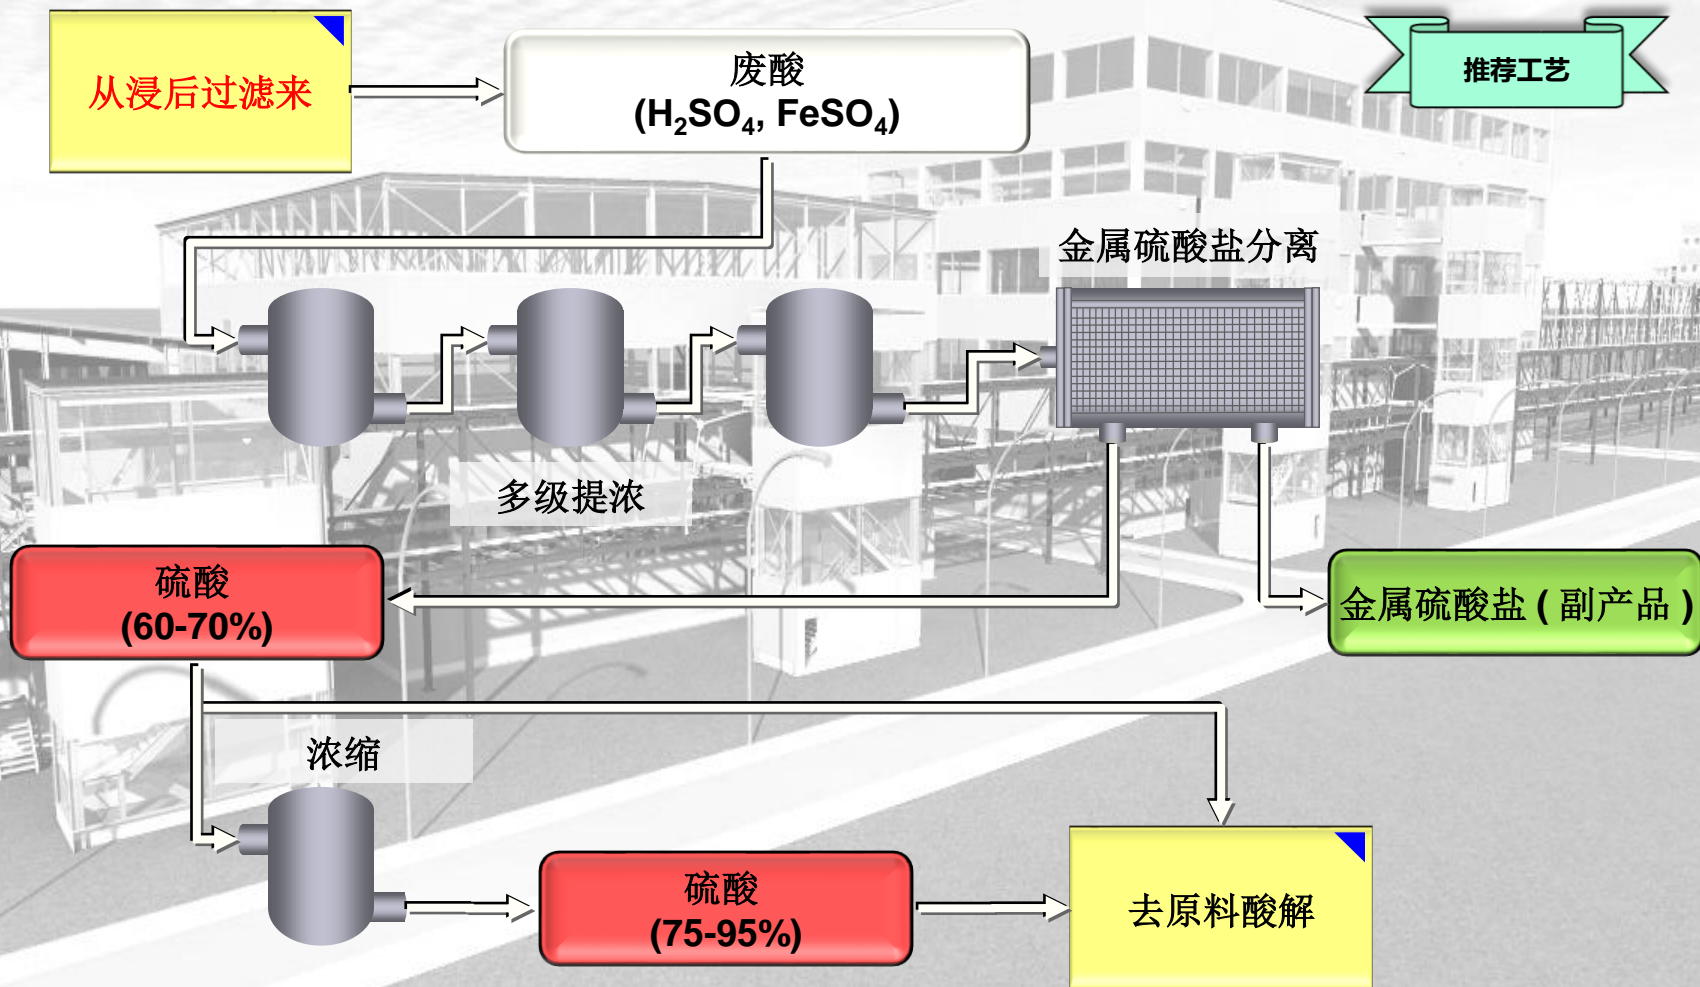 从浸后过滤来
废酸
(H₂SO₄, FeSO₄)
推荐工艺
金属硫酸盐分离
多级提浓
硫酸
(60-70%)
金属硫酸盐 ( 副产品 )
浓缩
硫酸
(75-95%)
去原料酸解